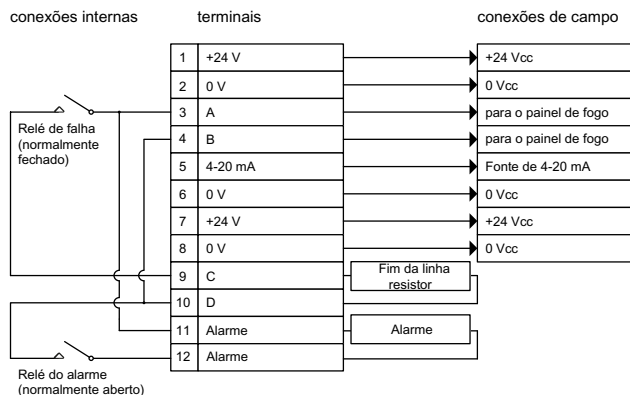 conexões internas terminais conexões de campo
1 +24 V +24 Vcc
2 0 V 0 Vcc
3 A para o painel de fogo
Relé de falha
(normalmente
fechado)
4 B para o painel de fogo
5 4-20 mA Fonte de 4-20 mA
6 0 V 0 Vcc
7 +24 V +24 Vcc
8 0 V 0 Vcc
9 C Fim da linha
resistor
10 D
11 Alarme Alarme
12 Alarme
Relé do alarme
(normalmente aberto)